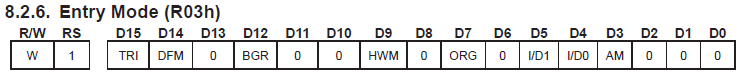 8.2.6. Entry Mode (R03h)
R/W RS D15 D14 D13 D12 D11 D10 D9 D8 D7 D6 D5 D4 D3 D2 D1 D0
W 1 TRI DFM 0 BGR 0 0 HWM 0 ORG 0 I/D1 I/D0 AM 0 0 0